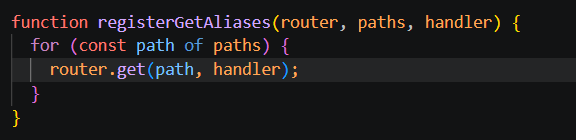 function registerGetAliases(router, paths, handler) {
  for (const path of paths) {
    router.get(path, handler);
  }
}